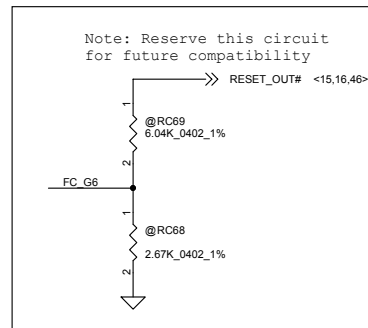 Note: Reserve this circuit
for future compatibility
RESET_OUT# <15,16,46>
1
@RC69
6.04K_0402_1%
2
FC_G6
1
@RC68
2.67K_0402_1%
2